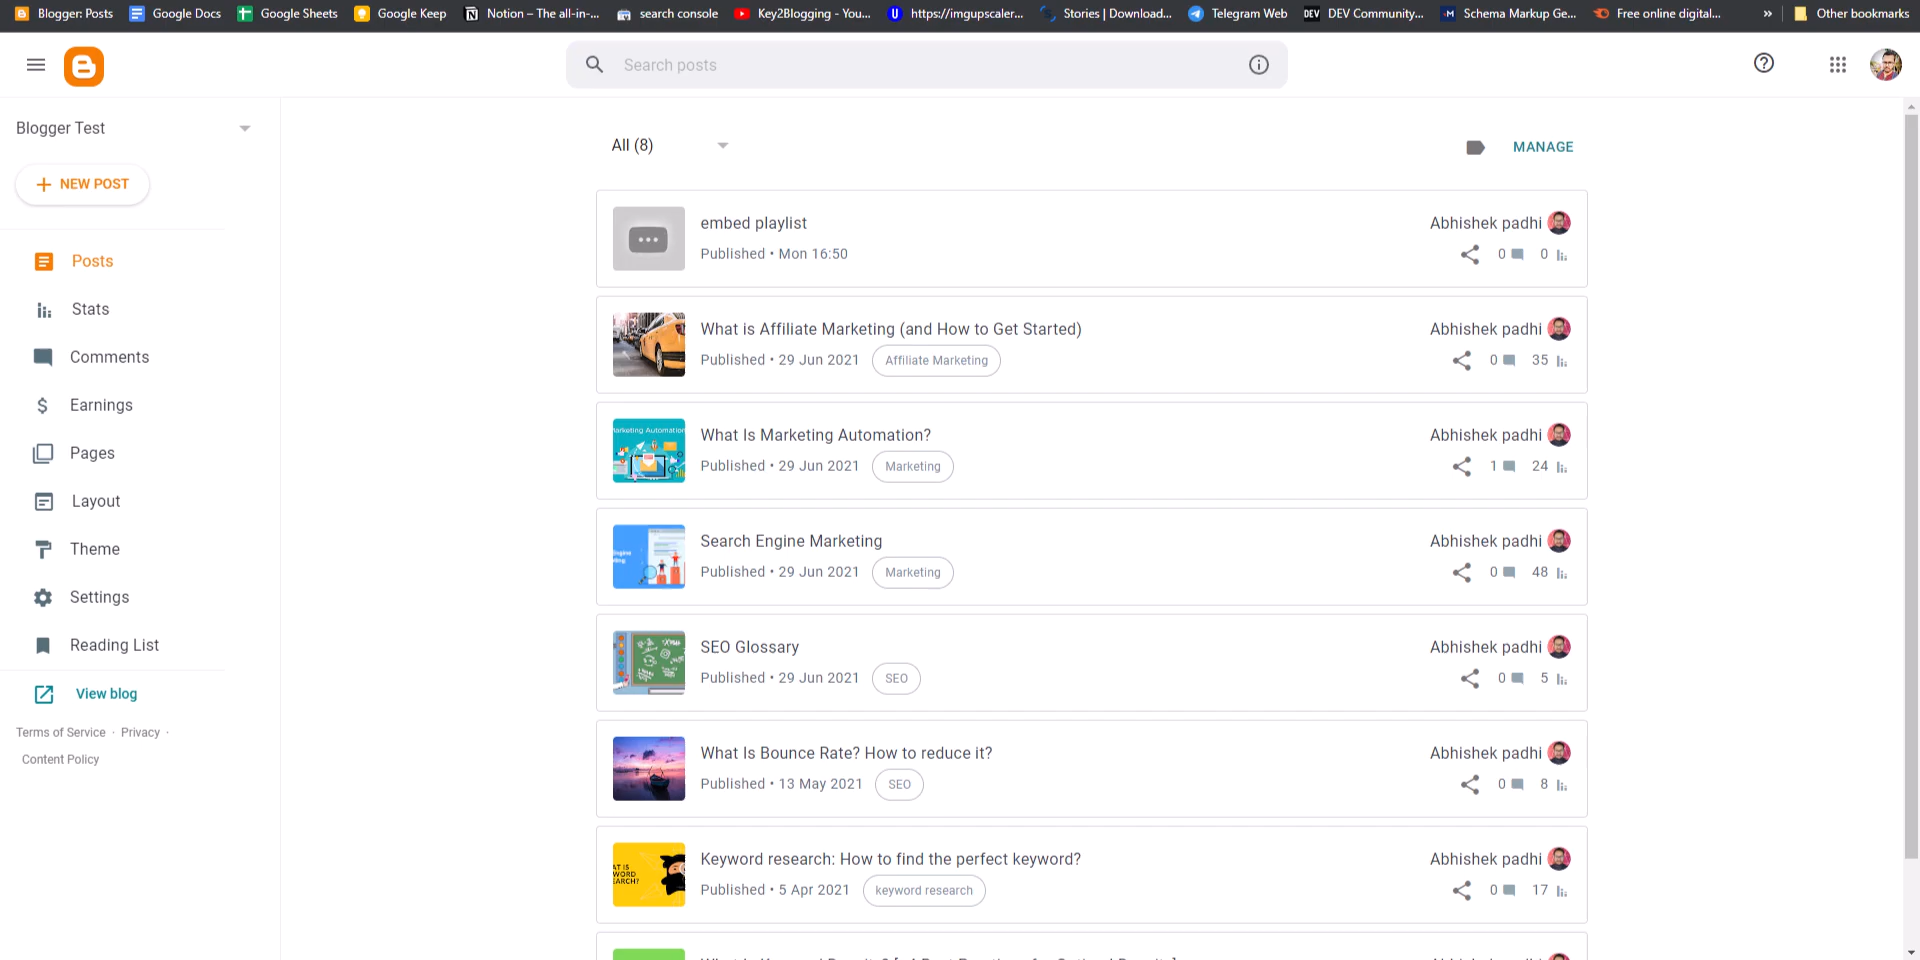 Blogger: Posts Google Docs Google Sheets Google Keep Notion – The all-in-... search console Key2Blogging - You... https://imgupscaler... Stories | Download... Telegram Web DEV Community... Schema Markup Ge... Free online digital... » Other bookmarks
Search posts
Blogger Test
NEW POST
Posts
Stats
Comments
Earnings
Pages
Layout
Theme
Settings
Reading List
View blog
Terms of Service · Privacy ·
Content Policy
All (8)
MANAGE
embed playlist Abhishek padhi
Published • Mon 16:50 0 0
What is Affiliate Marketing (and How to Get Started) Abhishek padhi
Published • 29 Jun 2021 Affiliate Marketing 0 35
Marketing Automation
What Is Marketing Automation? Abhishek padhi
Published • 29 Jun 2021 Marketing 1 24
Search Engine Marketing Abhishek padhi
Published • 29 Jun 2021 Marketing 0 48
SEO Glossary Abhishek padhi
Published • 29 Jun 2021 SEO 0 5
What Is Bounce Rate? How to reduce it? Abhishek padhi
Published • 13 May 2021 SEO 0 8
Keyword research: How to find the perfect keyword? Abhishek padhi
Published • 5 Apr 2021 keyword research 0 17